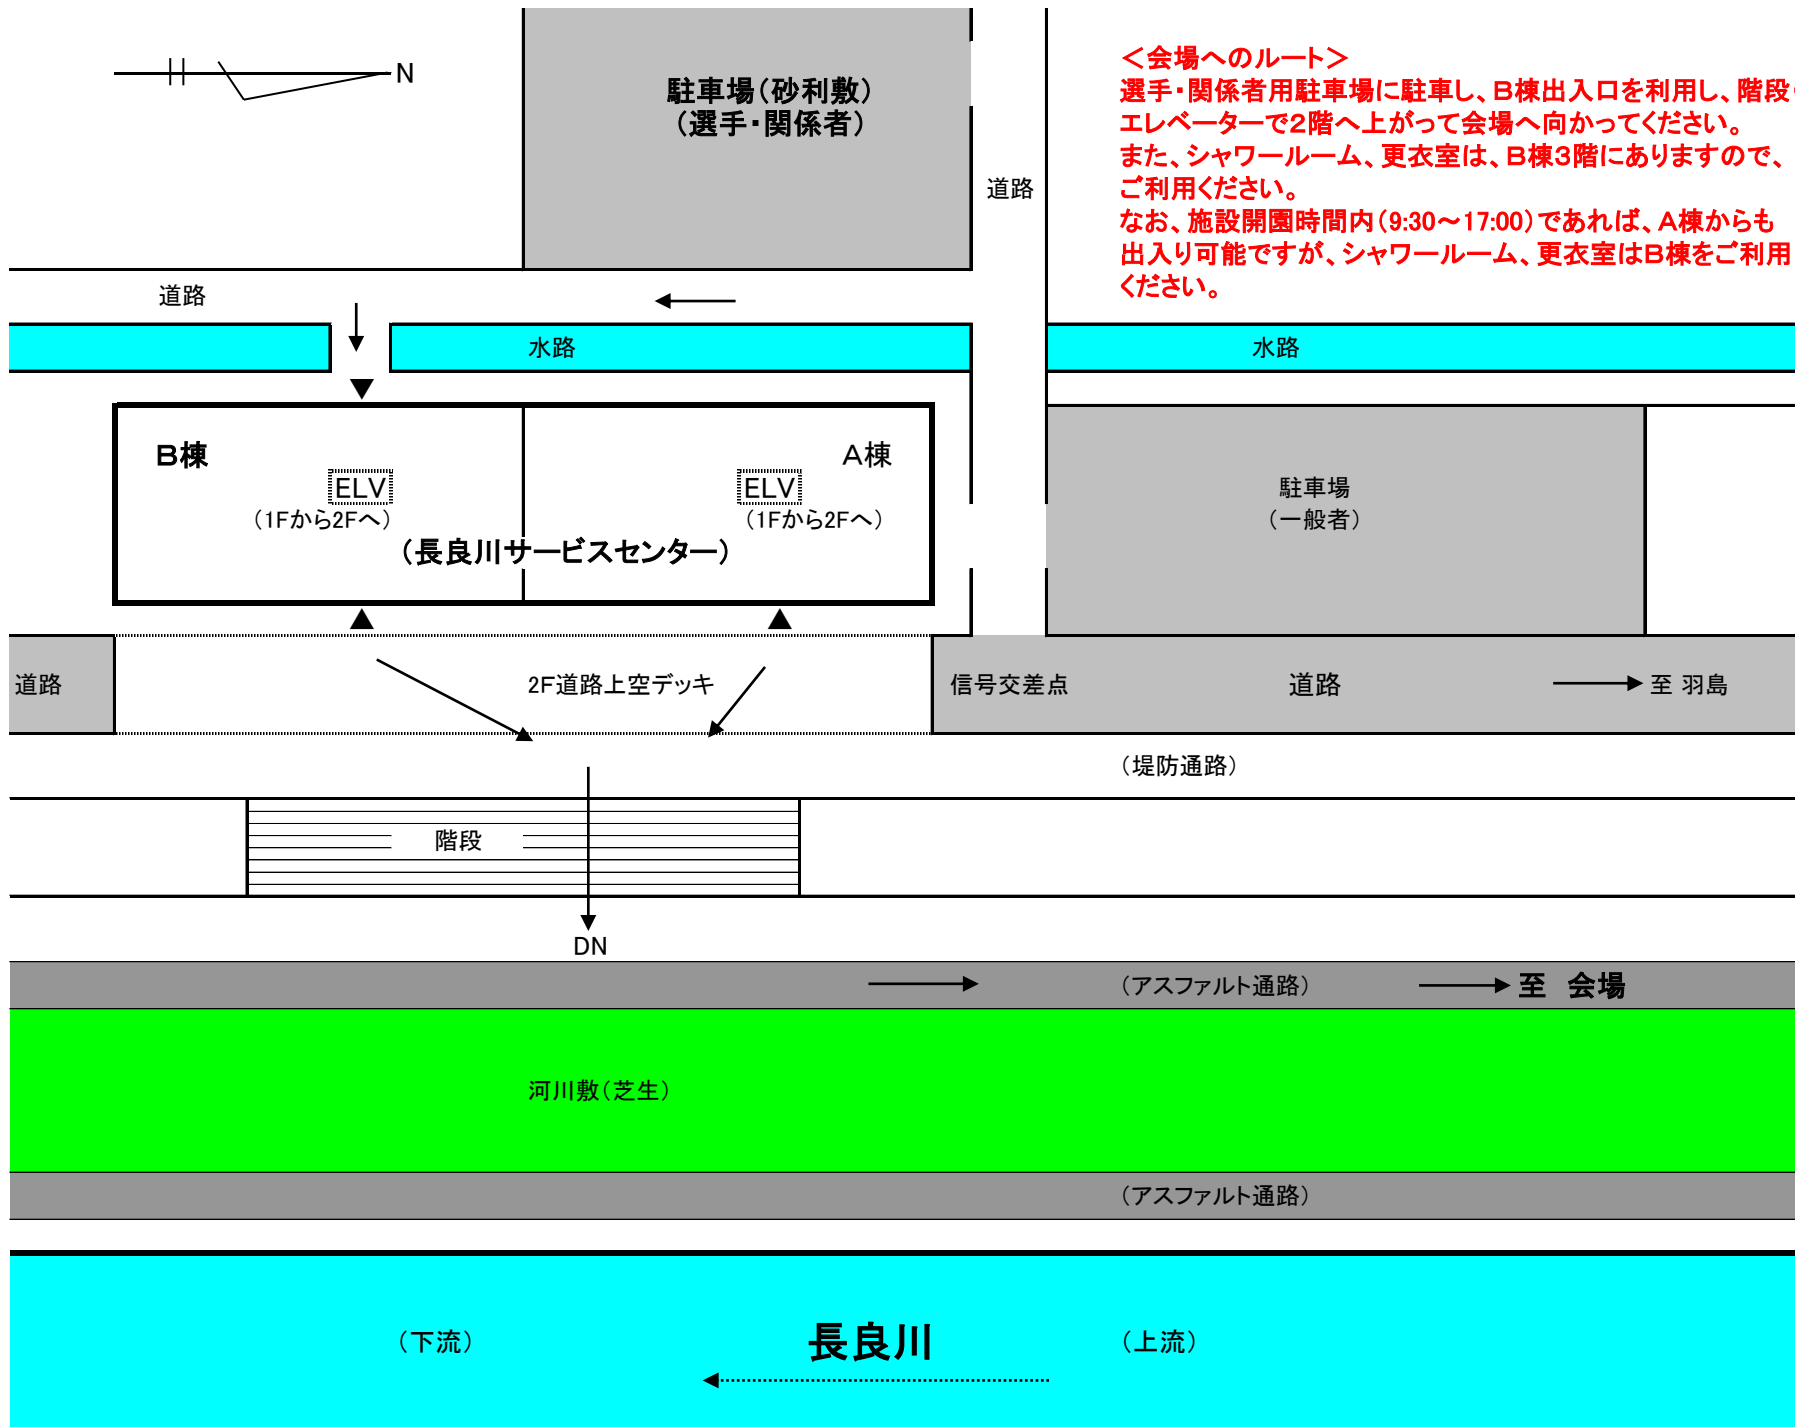 N
駐車場(砂利敷)
(選手・関係者)
道路
＜会場へのルート＞
選手・関係者用駐車場に駐車し、B棟出入口を利用し、階段・
エレベーターで2階へ上がって会場へ向かってください。
また、シャワールーム、更衣室は、B棟3階にありますので、
ご利用ください。
なお、施設開園時間内(9:30～17:00)であれば、A棟からも
出入り可能ですが、シャワールーム、更衣室はB棟をご利用
ください。
道路
水路
水路
B棟
A棟
ELV
(1Fから2Fへ)
ELV
(1Fから2Fへ)
(長良川サービスセンター)
駐車場
(一般者)
道路
2F道路上空デッキ
信号交差点
道路
至 羽島
(堤防通路)
階段
DN
(アスファルト通路)
至　会場
河川敷(芝生)
(アスファルト通路)
(下流)
長良川
(上流)